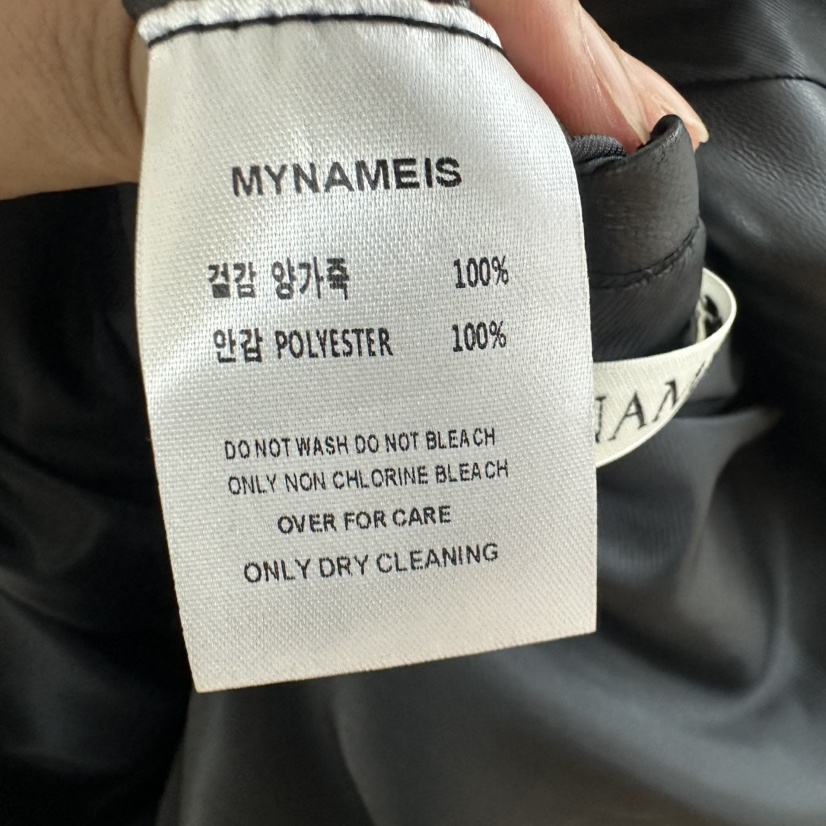 MYNAMEIS
겉감 양가죽 100%
안감 POLYESTER 100%
DO NOT WASH DO NOT BLEACH
ONLY NON CHLORINE BLEACH
OVER FOR CARE
ONLY DRY CLEANING